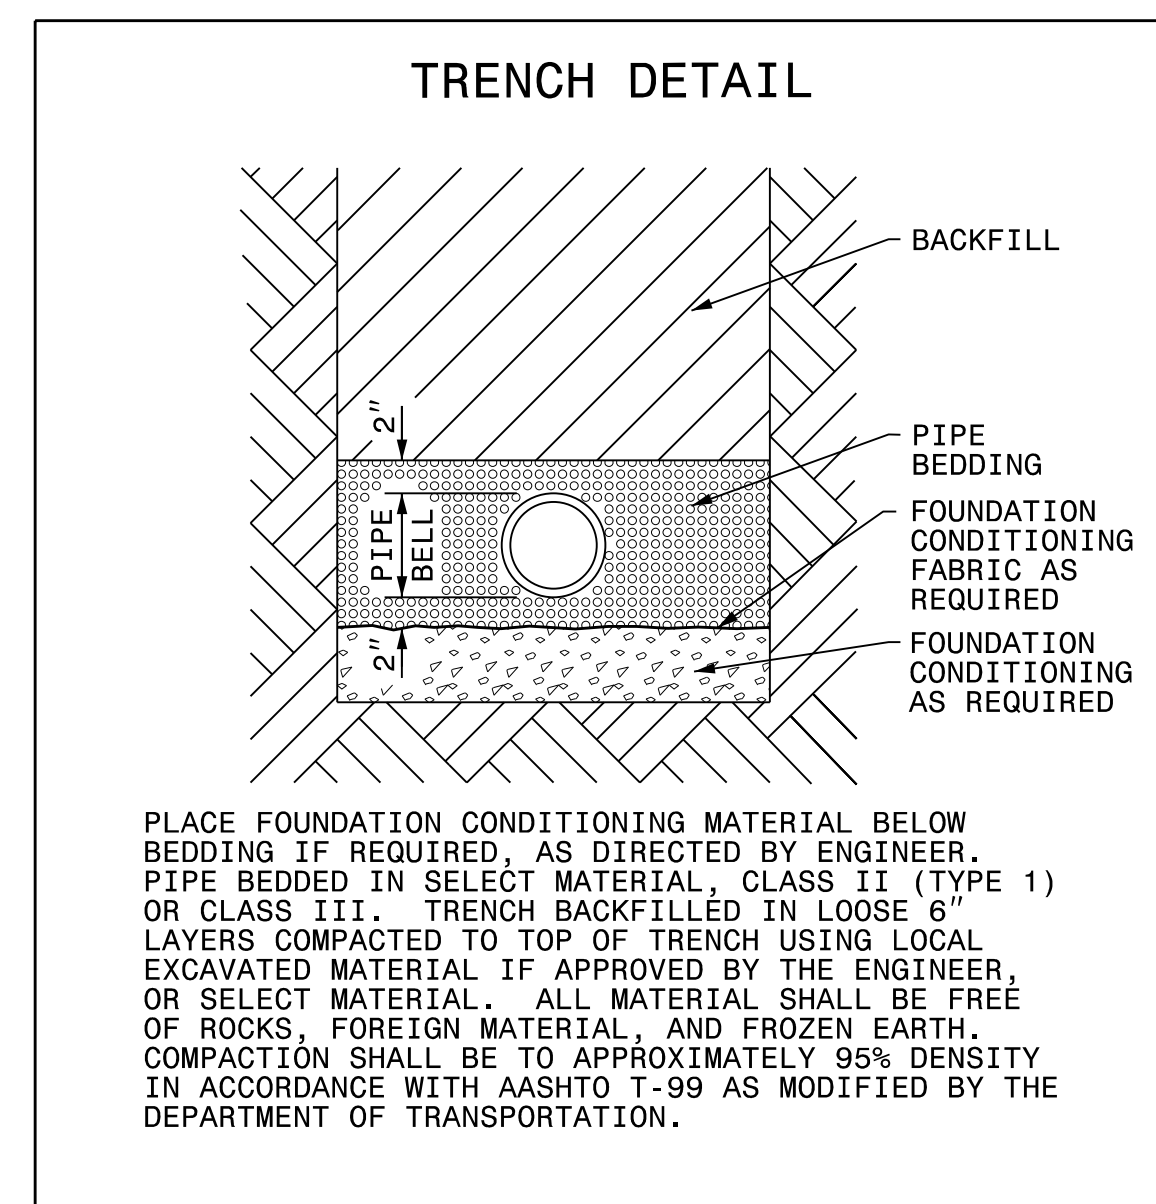 TRENCH DETAIL
BACKFILL
2"
PIPE
BEDDING
PIPE
BELL
FOUNDATION
CONDITIONING
FABRIC AS
REQUIRED
2"
FOUNDATION
CONDITIONING
AS REQUIRED
PLACE FOUNDATION CONDITIONING MATERIAL BELOW
BEDDING IF REQUIRED, AS DIRECTED BY ENGINEER.
PIPE BEDDED IN SELECT MATERIAL, CLASS II (TYPE 1)
OR CLASS III. TRENCH BACKFILLED IN LOOSE 6"
LAYERS COMPACTED TO TOP OF TRENCH USING LOCAL
EXCAVATED MATERIAL IF APPROVED BY THE ENGINEER,
OR SELECT MATERIAL. ALL MATERIAL SHALL BE FREE
OF ROCKS, FOREIGN MATERIAL, AND FROZEN EARTH.
COMPACTION SHALL BE TO APPROXIMATELY 95% DENSITY
IN ACCORDANCE WITH AASHTO T-99 AS MODIFIED BY THE
DEPARTMENT OF TRANSPORTATION.